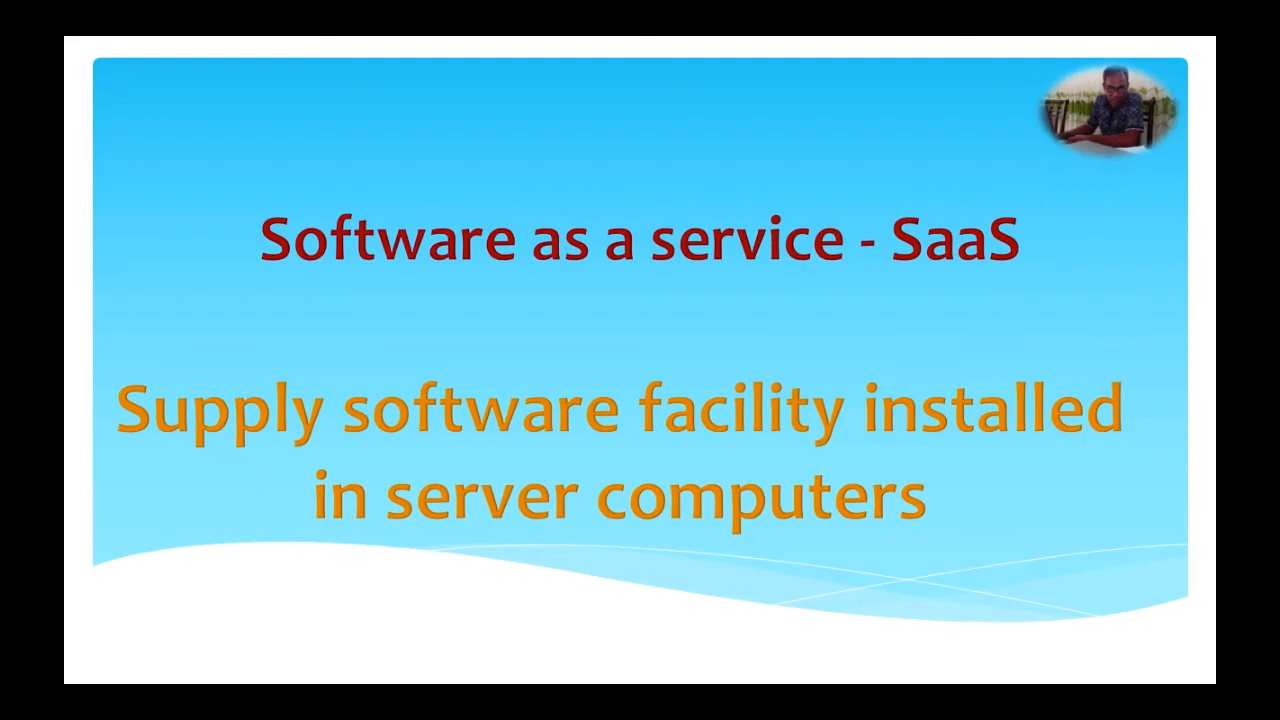 Software as a service - SaaS
Supply software facility installed
in server computers